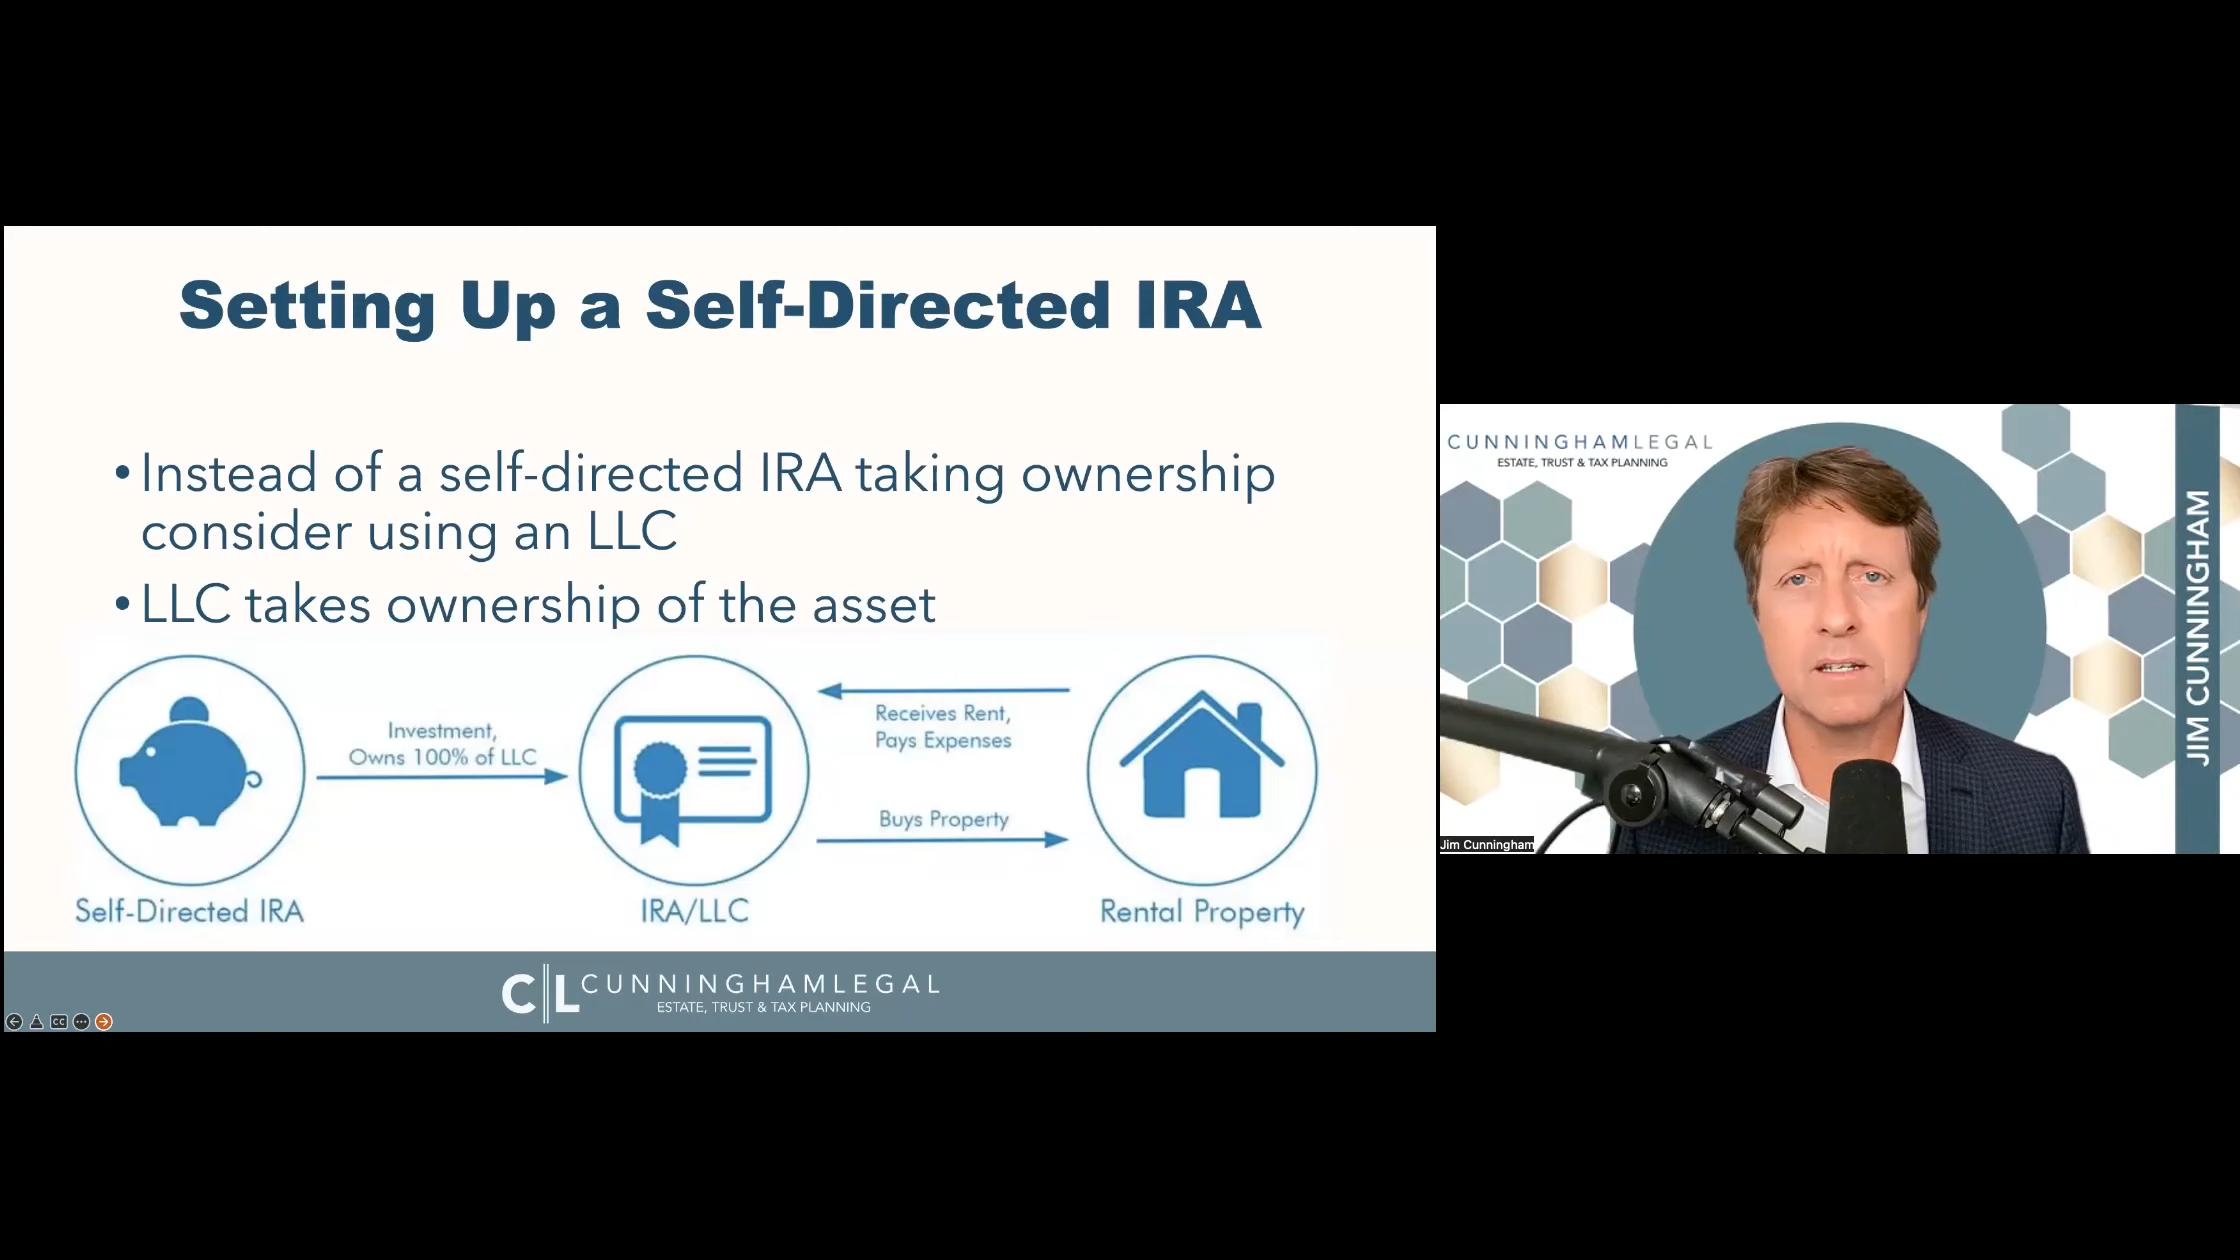 Setting Up a Self-Directed IRA
•Instead of a self-directed IRA taking ownership
consider using an LLC
•LLC takes ownership of the asset
Investment,
Owns 100% of LLC
Receives Rent,
Pays Expenses
Buys Property
Self-Directed IRA
IRA/LLC
Rental Property
CL CUNNINGHAMLEGAL
ESTATE, TRUST & TAX PLANNING
CC
CUNNINGHAMLEGAL
ESTATE, TRUST & TAX PLANNING
JIM CUNNINGHAM
Jim Cunningham